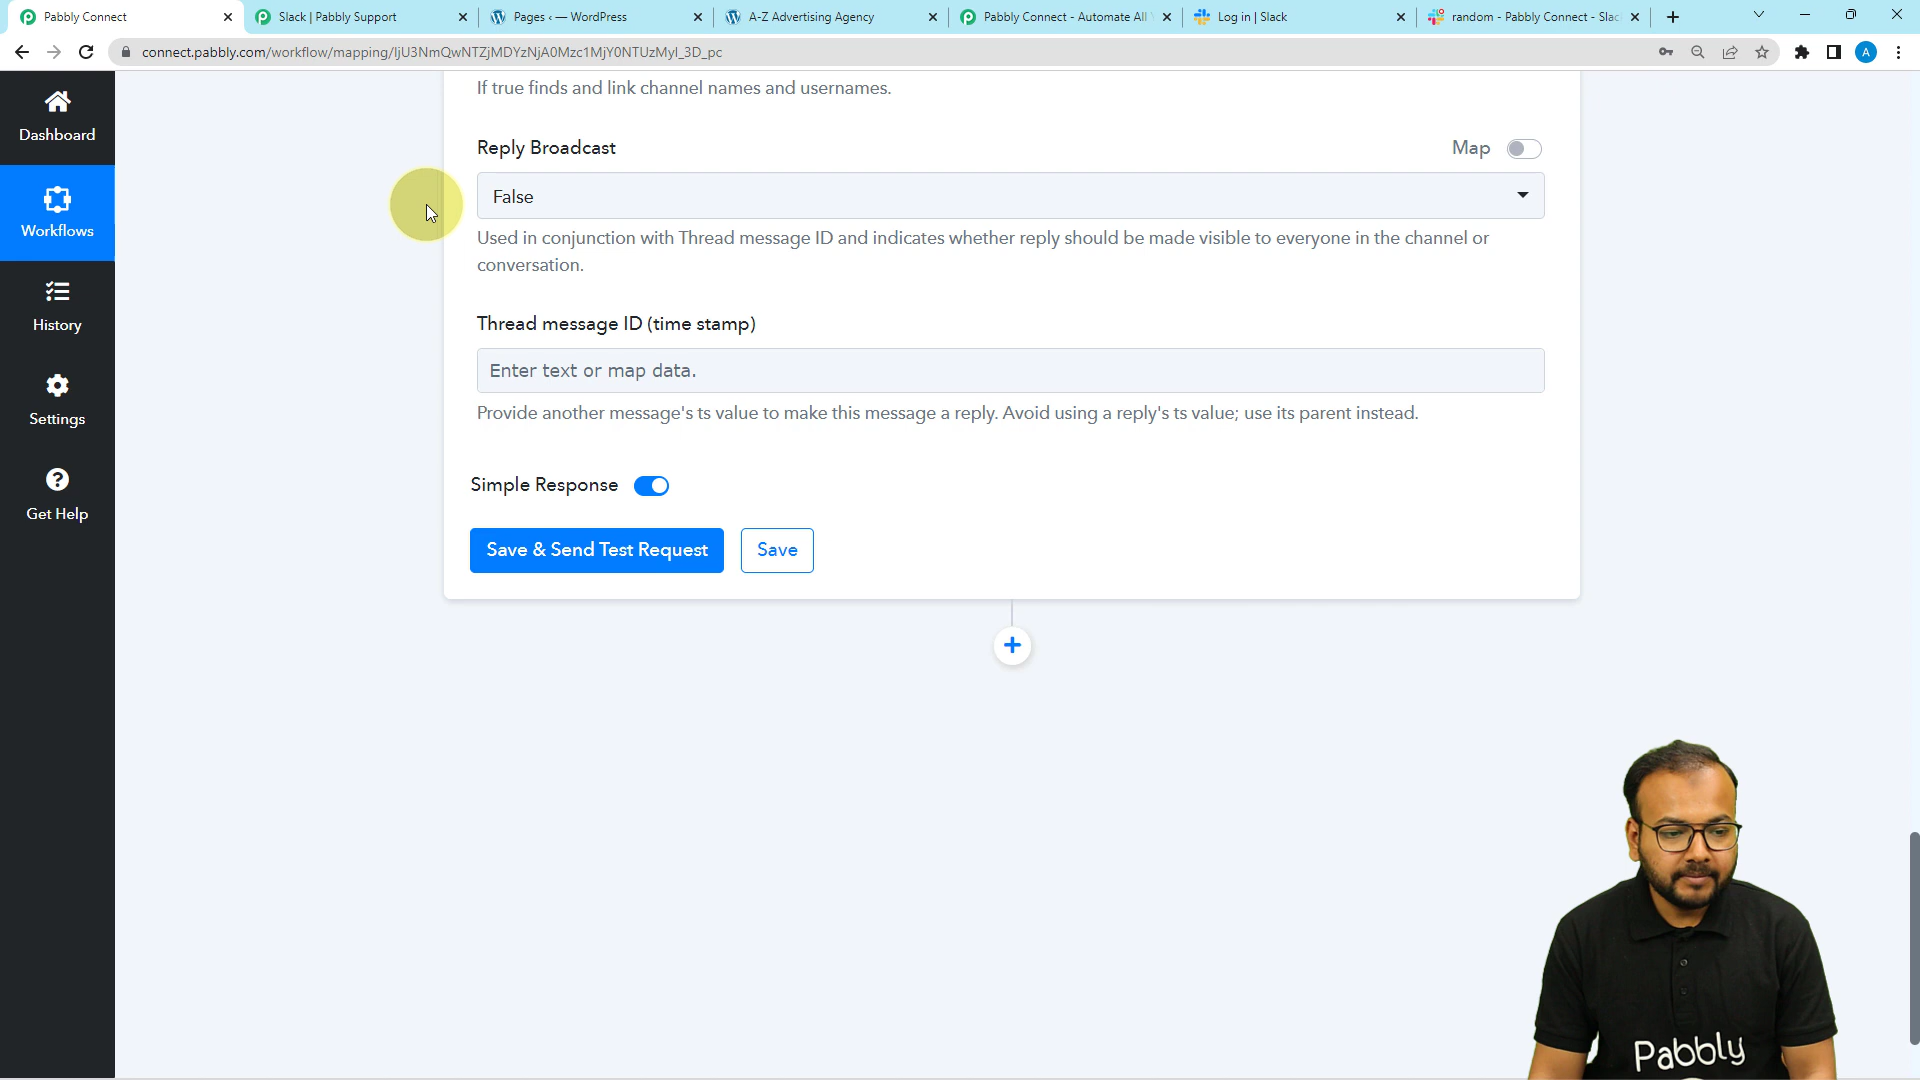 Pabbly Connect
Slack | Pabbly Support
Pages ‹ — WordPress
A-Z Advertising Agency
Pabbly Connect - Automate All
Log in | Slack
random - Pabbly Connect - Slac
connect.pabbly.com/workflow/mapping/IjU3NmQwNTZjMDYzNjA0Mzc1MjY0NTUzMyI_3D_pc
A
Dashboard
Workflows
History
Settings
Get Help
If true finds and link channel names and usernames.
Reply Broadcast
Map
False
Used in conjunction with Thread message ID and indicates whether reply should be made visible to everyone in the channel or
conversation.
Thread message ID (time stamp)
Enter text or map data.
Provide another message's ts value to make this message a reply. Avoid using a reply's ts value; use its parent instead.
Simple Response
Save & Send Test Request
Save
Pabbly